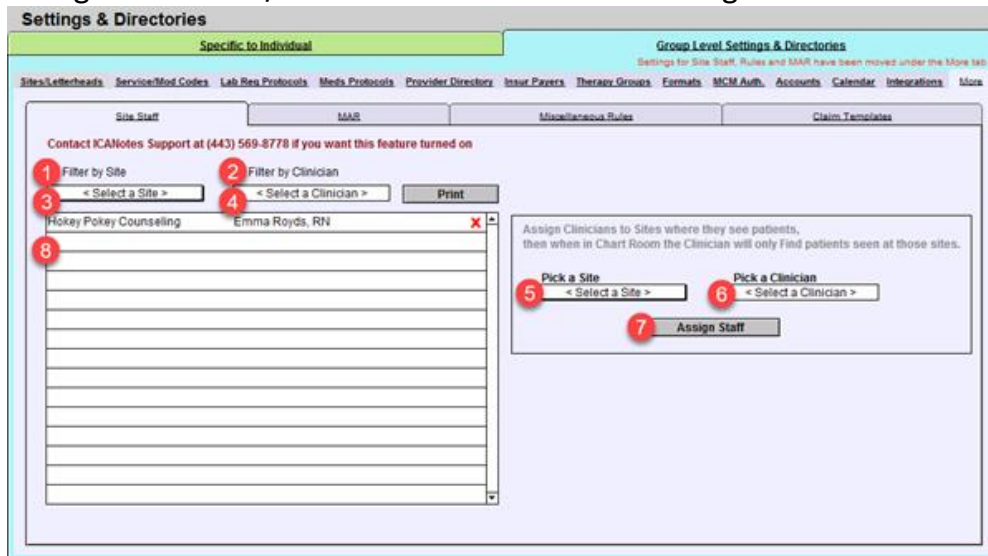 Settings & Directories
Specific to Individual
Group Level Settings & Directories
Settings for Site Staff, Rules and MAR have been moved under the More tab
Sites/Letterheads Service/Mod Codes Lab Req Protocols Meds Protocols Provider Directory Insur Payers Therapy Groups Formats MCM Auth. Accounts Calendar Integrations More
Site Staff MAR Miscellaneous Rules Claim Templates
Contact ICANotes Support at (443) 569-8778 if you want this feature turned on
1 Filter by Site 2 Filter by Clinician
3 < Select a Site > 4 < Select a Clinician > Print
Hokey Pokey Counseling Emma Royds, RN X
8
Assign Clinicians to Sites where they see patients,
then when in Chart Room the Clinician will only Find patients seen at those sites.
Pick a Site Pick a Clinician
5 < Select a Site > 6 < Select a Clinician >
7 Assign Staff